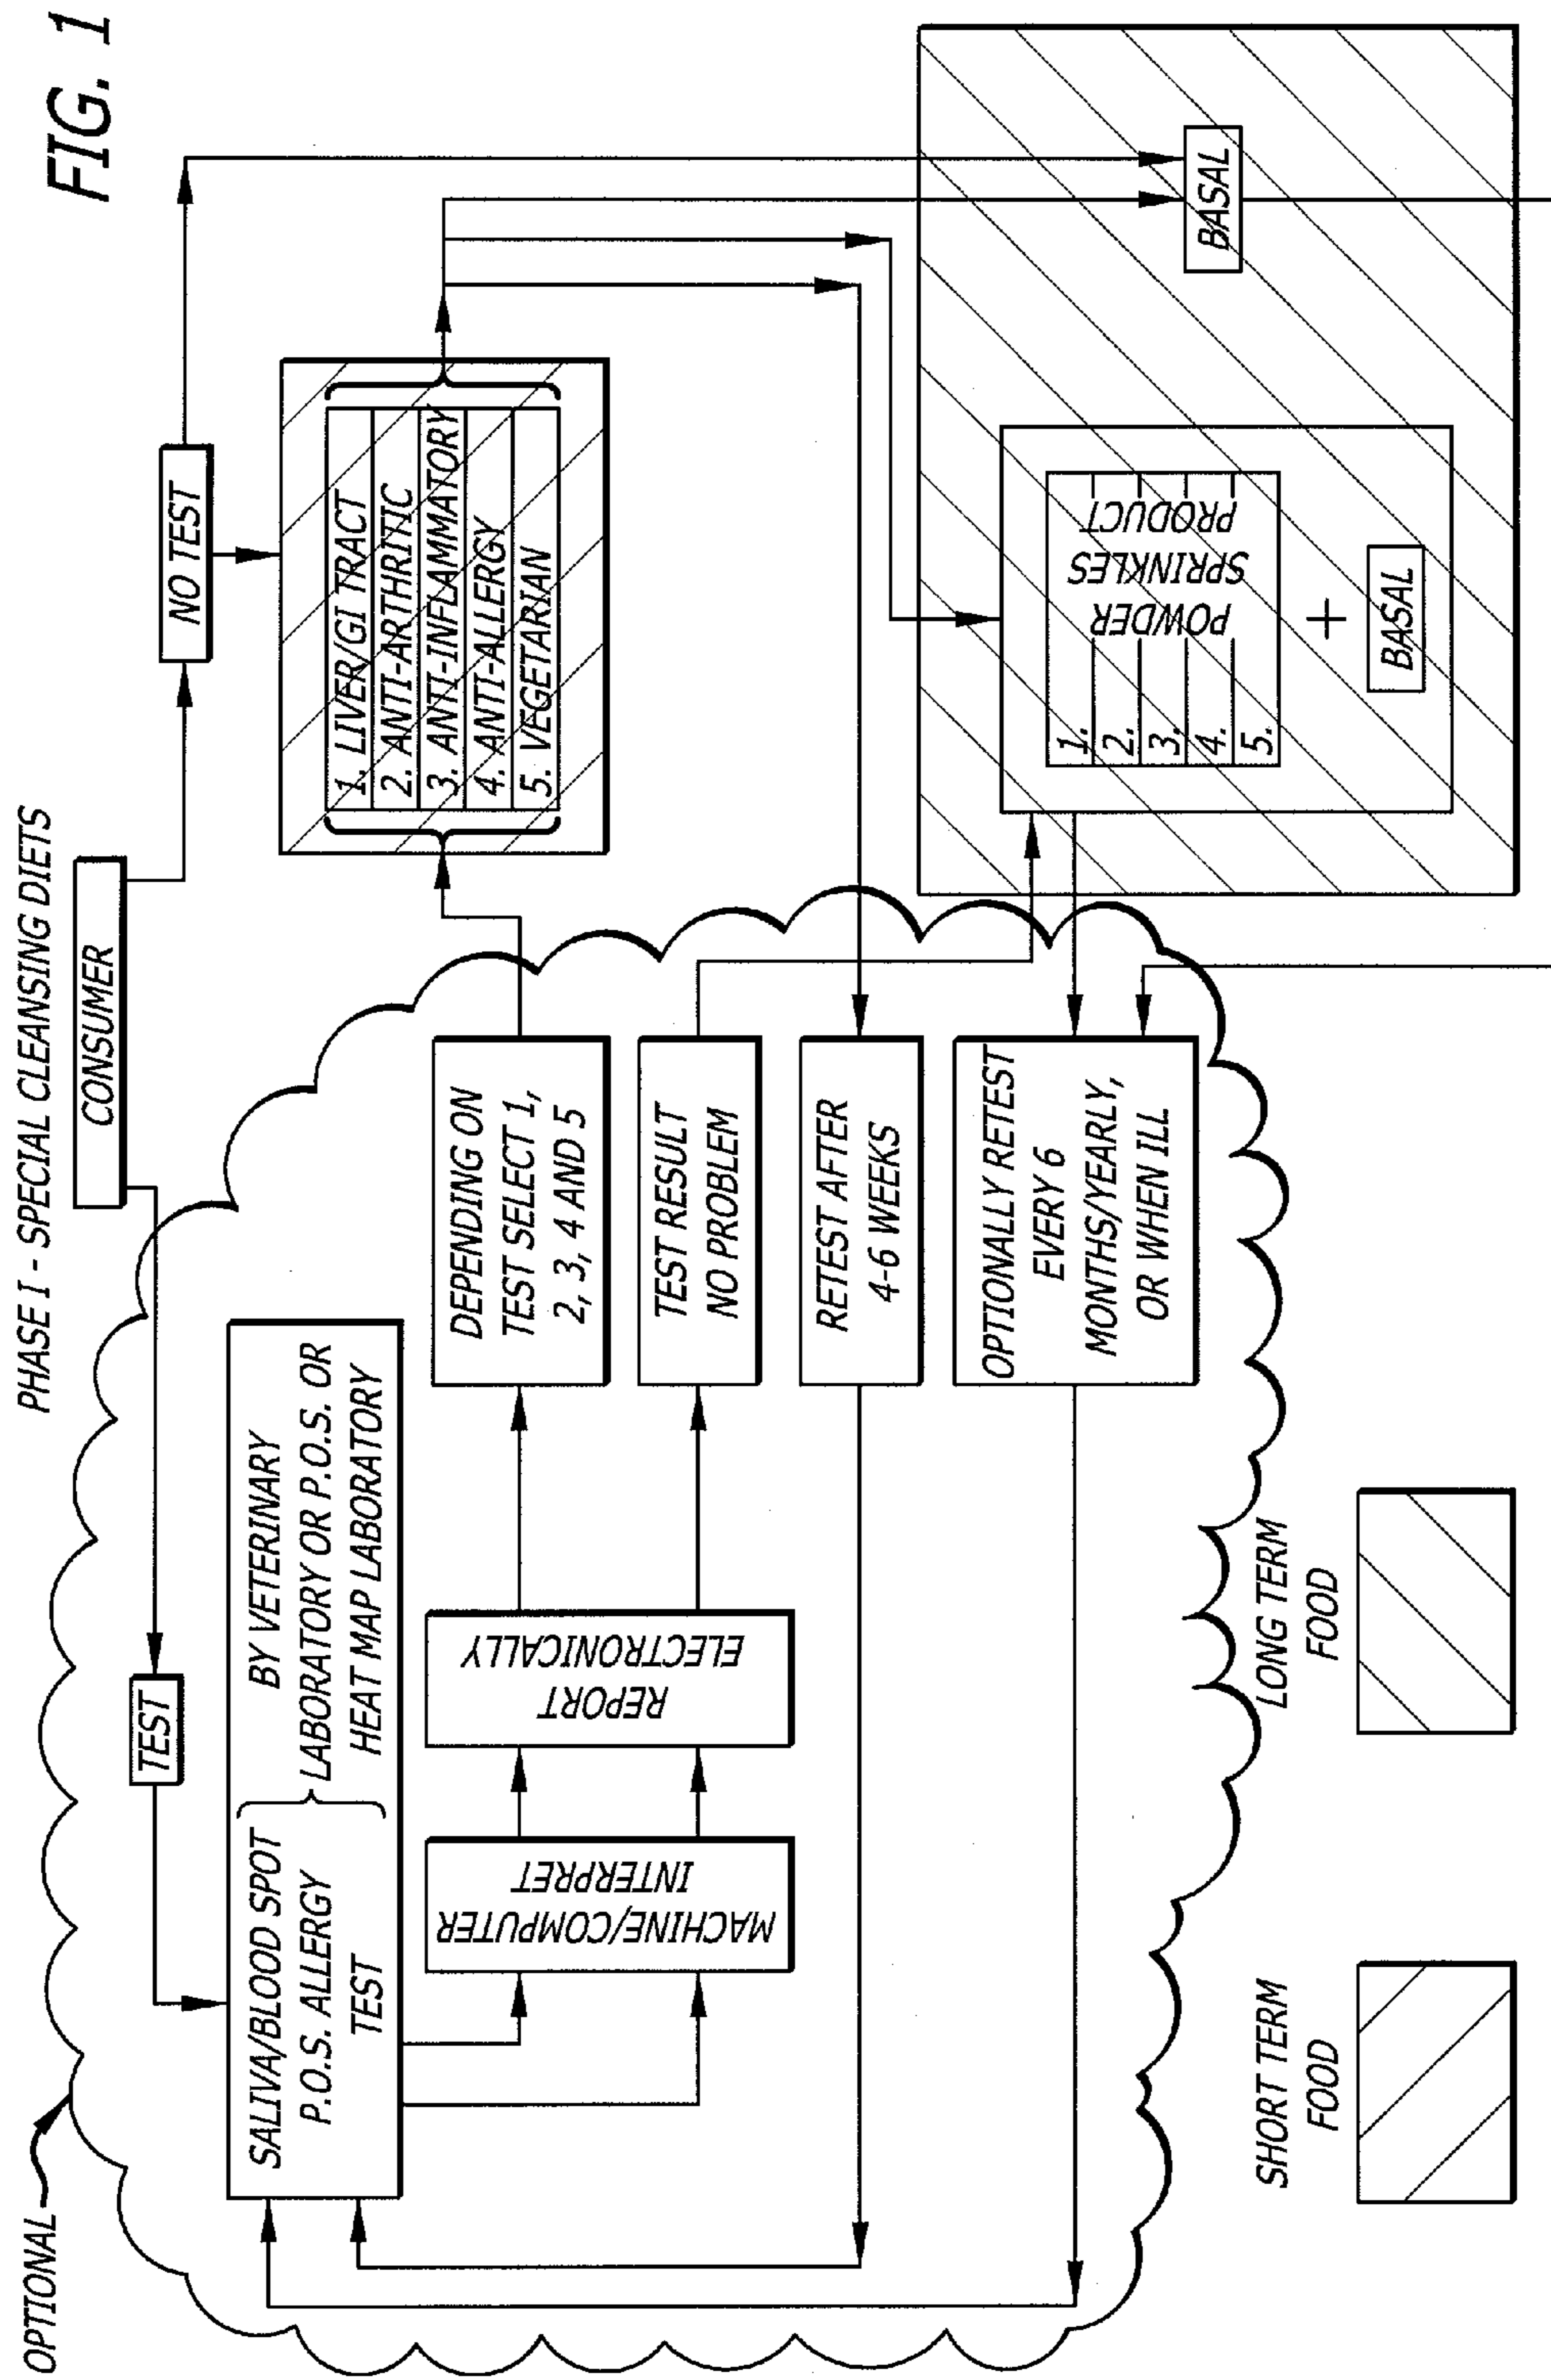 FIG. 1
PHASE I - SPECIAL CLEANSING DIETS
OPTIONAL
CONSUMER
TEST
NO TEST
SALIVA/BLOOD SPOT
P.O.S. ALLERGY
TEST
BY VETERINARY
LABORATORY OR P.O.S. OR
HEAT MAP LABORATORY
MACHINE/COMPUTER
INTERPRET
REPORT
ELECTRONICALLY
DEPENDING ON
TEST SELECT 1,
2, 3, 4 AND 5
TEST RESULT
NO PROBLEM
RETEST AFTER
4-6 WEEKS
OPTIONALLY RETEST
EVERY 6
MONTHS/YEARLY,
OR WHEN ILL
1. LIVER/GI TRACT
2. ANTI-ARTHRITIC
3. ANTI-INFLAMMATORY
4. ANTI-ALLERGY
5. VEGETARIAN
1.
2.
3.
4.
5.
POWDER
SPRINKLES
PRODUCT
+
BASAL
BASAL
SHORT TERM
FOOD
LONG TERM
FOOD